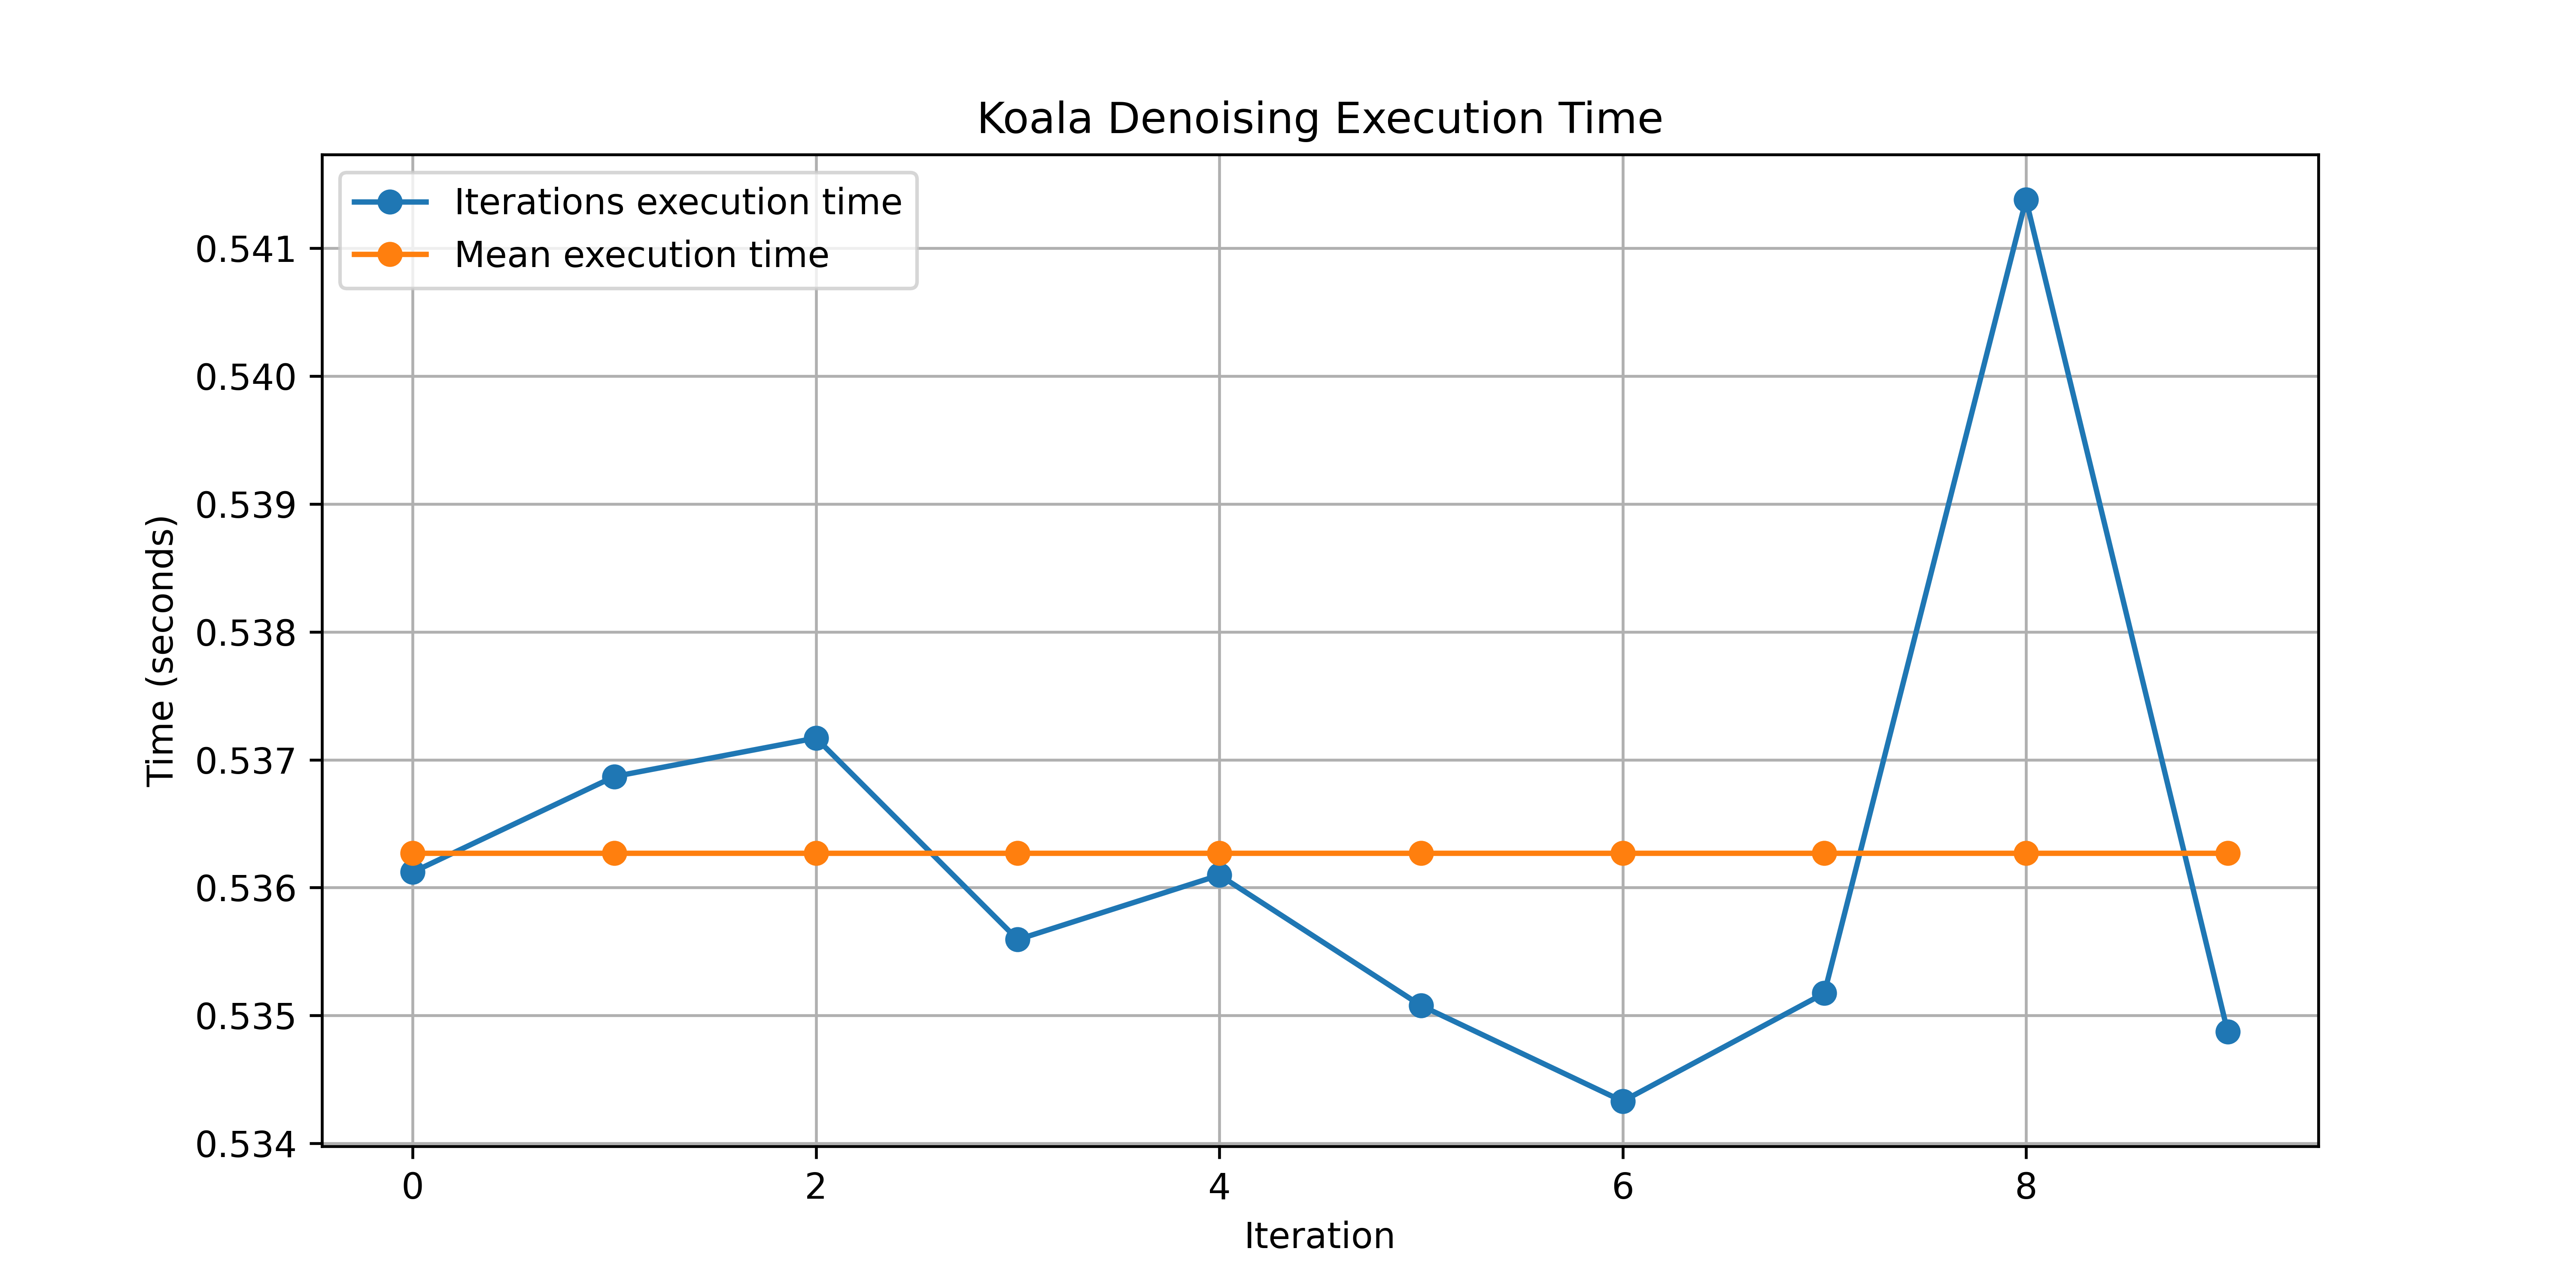 Koala Denoising Execution Time
Iterations execution time
Mean execution time
0.541
0.540
0.539
0.538
0.537
0.536
0.535
0.534
Time (seconds)
0 2 4 6 8
Iteration